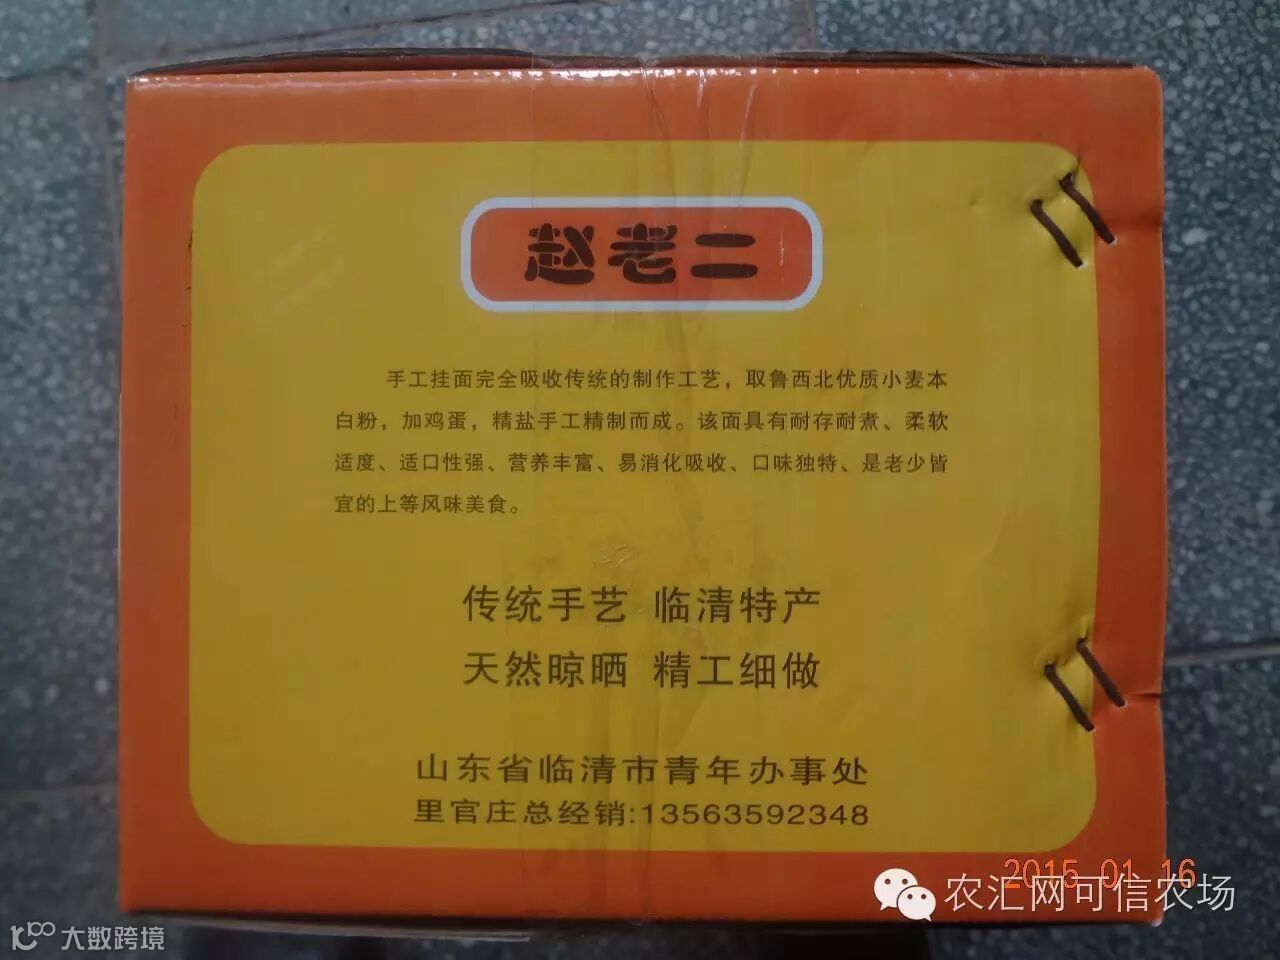 赵老二
手工挂面完全吸收传统的制作工艺，取鲁西北优质小麦本
白粉，加鸡蛋，精盐手工精制而成。该面具有耐存耐煮、柔软
适度、适口性强、营养丰富、易消化吸收、口味独特、是老少皆
宜的上等风味美食。
传统手艺 临清特产
天然晾晒 精工细做
山东省临清市青年办事处
里官庄总经销:13563592348
2015 01 16
农汇网可信农场
大数跨境